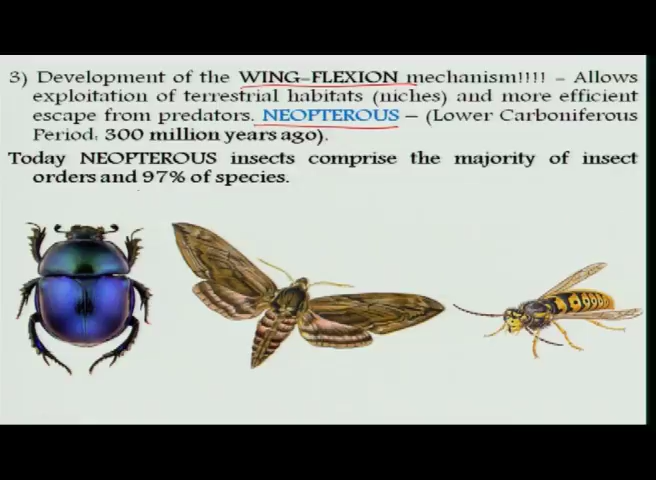 3) Development of the WING-FLEXION mechanism!!!! – Allows
exploitation of terrestrial habitats (niches) and more efficient
escape from predators. NEOPTEROUS – (Lower Carboniferous
Period: 300 million years ago).
Today NEOPTEROUS insects comprise the majority of insect
orders and 97% of species.